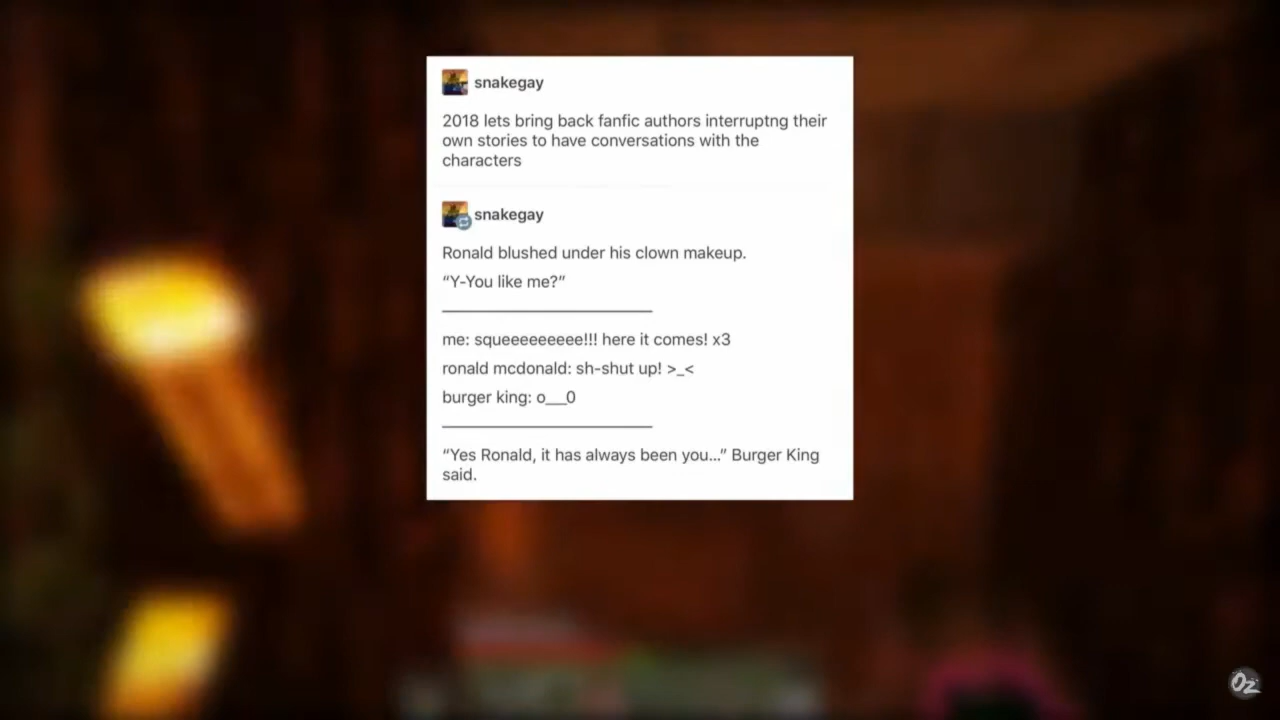 snakegay
2018 lets bring back fanfic authors interruptng their
own stories to have conversations with the
characters
snakegay
Ronald blushed under his clown makeup.
“Y-You like me?”
me: squeeeeeeeee!!! here it comes! x3
ronald mcdonald: sh-shut up! >_<
burger king: o___0
“Yes Ronald, it has always been you...” Burger King
said.
Oz